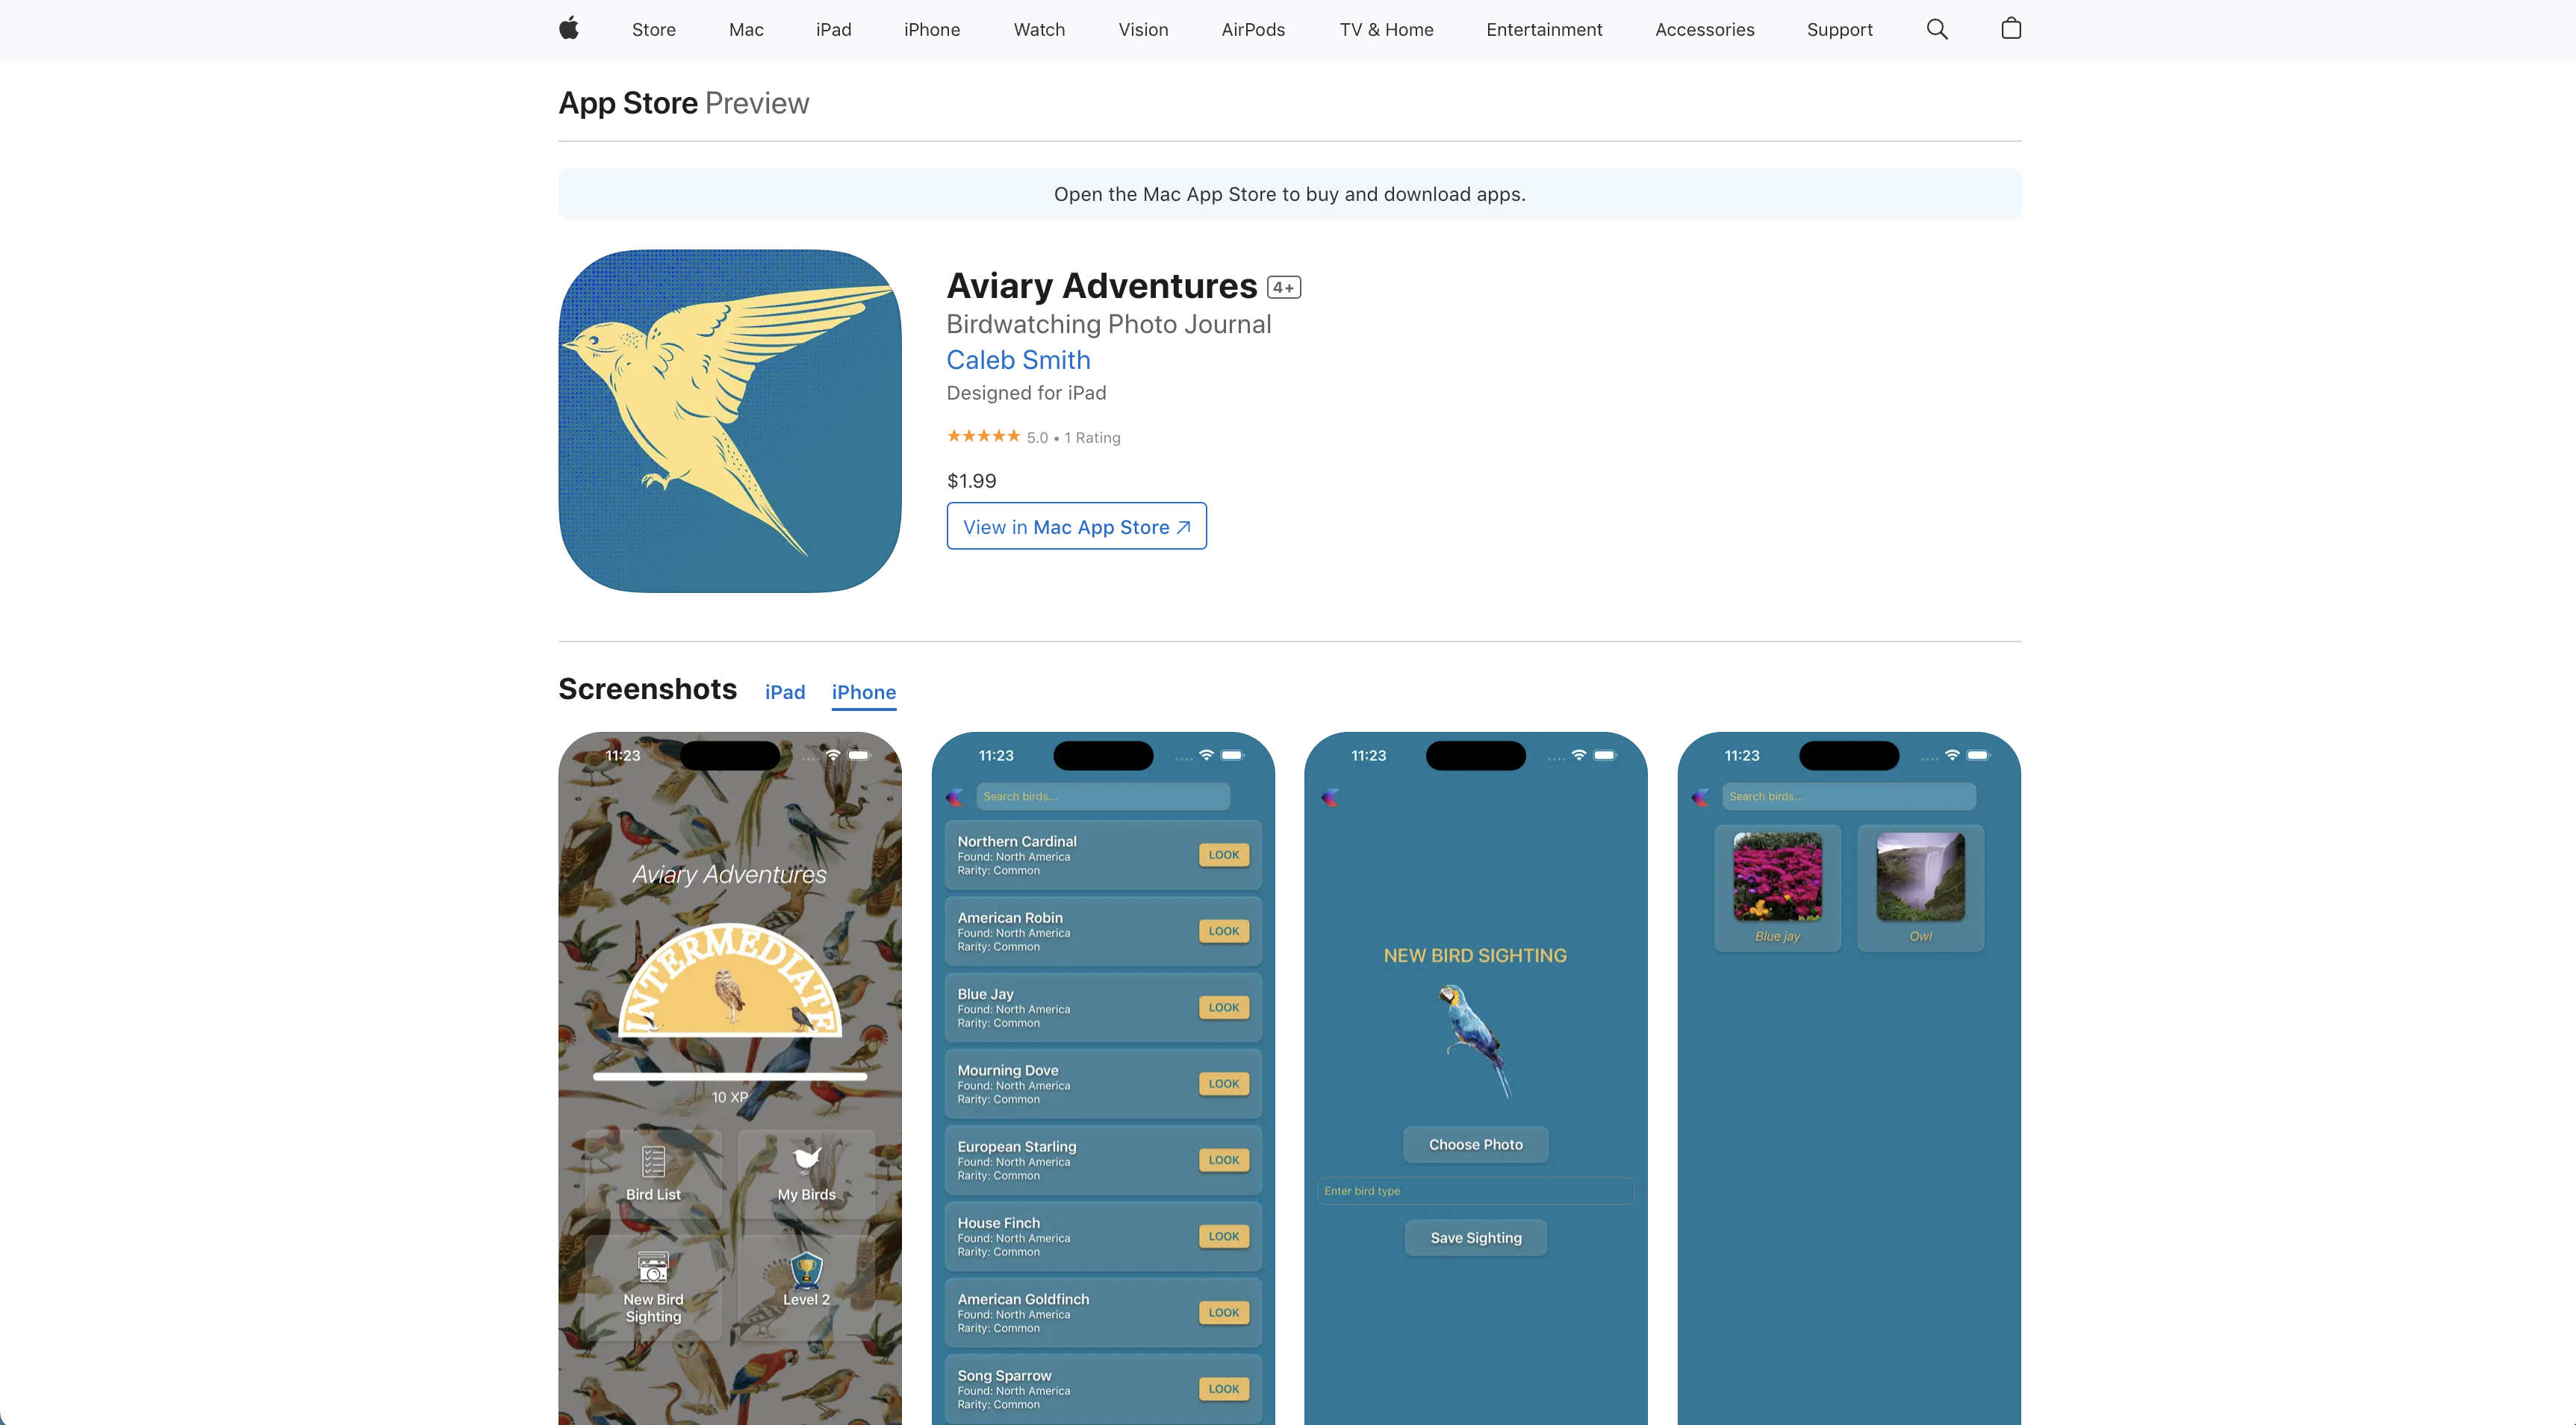 Store Mac iPad iPhone Watch Vision AirPods TV & Home Entertainment Accessories Support
App Store Preview
Open the Mac App Store to buy and download apps.
Aviary Adventures 4+
Birdwatching Photo Journal
Caleb Smith
Designed for iPad
★★★★★ 5.0 • 1 Rating
$1.99
View in Mac App Store ↗
Screenshots iPad iPhone
11:23
Aviary Adventures
INTERMEDIATE
10 XP
Bird List
My Birds
New Bird
Sighting
Level 2
11:23
Search birds...
Northern Cardinal
Found: North America
Rarity: Common
LOOK
American Robin
Found: North America
Rarity: Common
LOOK
Blue Jay
Found: North America
Rarity: Common
LOOK
Mourning Dove
Found: North America
Rarity: Common
LOOK
European Starling
Found: North America
Rarity: Common
LOOK
House Finch
Found: North America
Rarity: Common
LOOK
American Goldfinch
Found: North America
Rarity: Common
LOOK
Song Sparrow
Found: North America
Rarity: Common
LOOK
11:23
NEW BIRD SIGHTING
Choose Photo
Enter bird type
Save Sighting
11:23
Search birds...
Blue jay
Owl